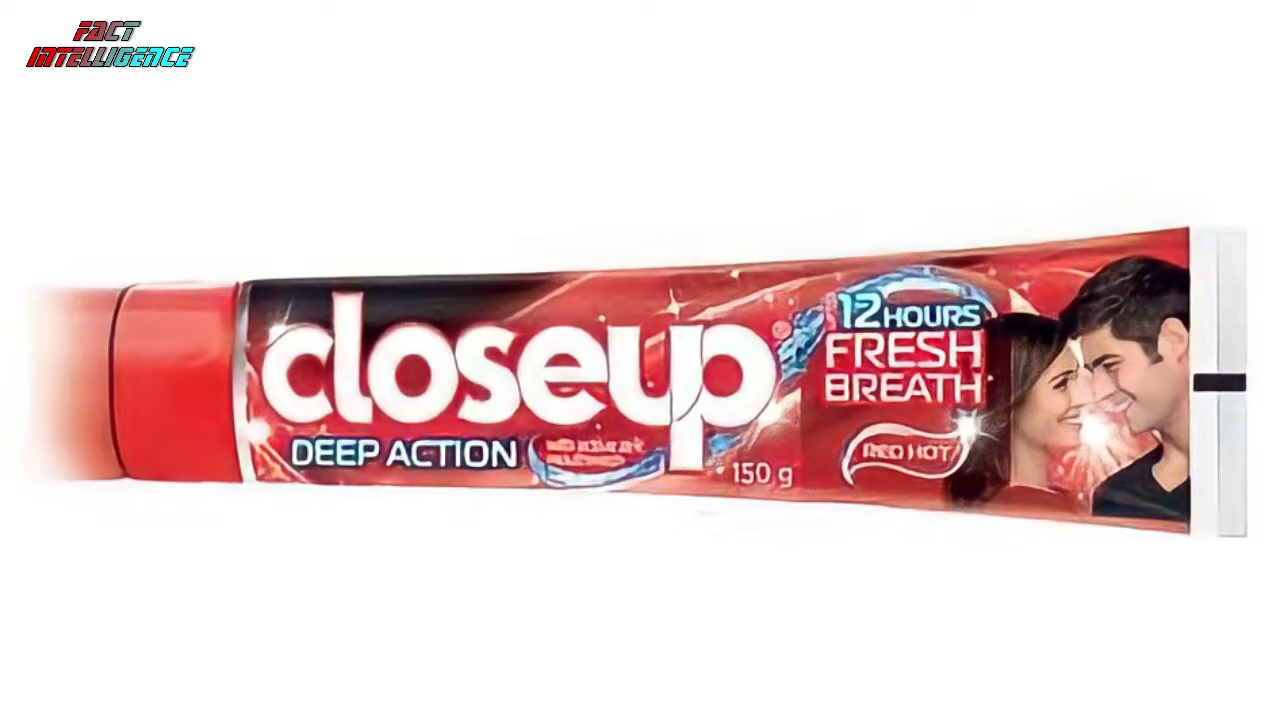 FACT
INTELLIGENCE
closeup
DEEP ACTION
150 g
12 HOURS
FRESH
BREATH
RED HOT